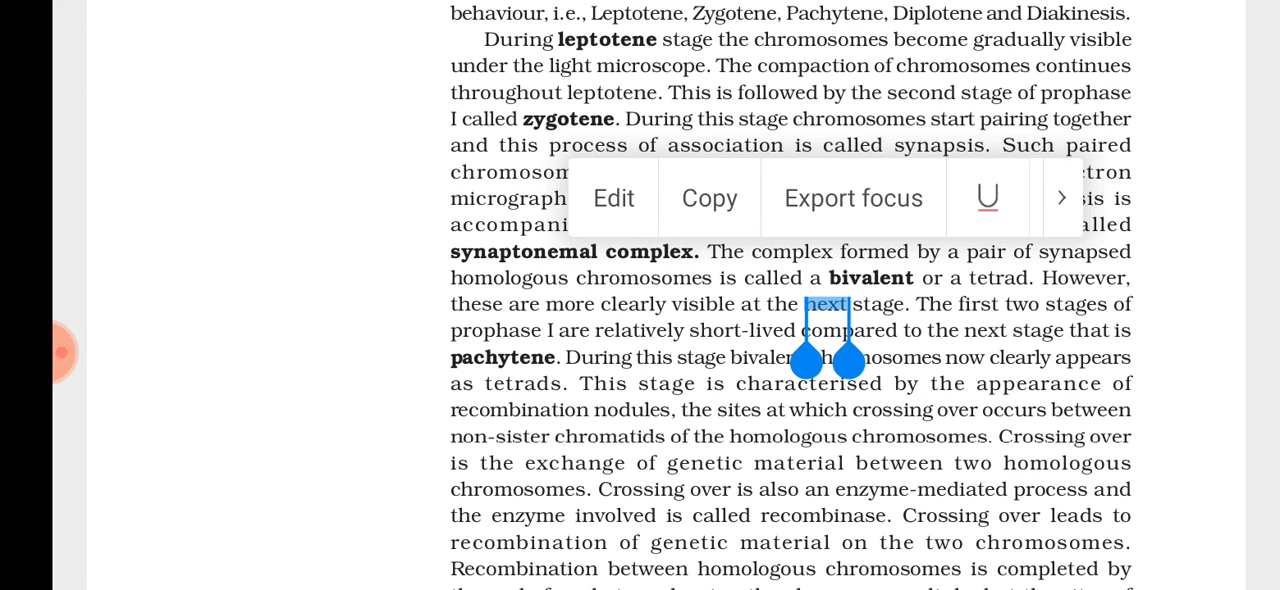 behaviour, i.e., Leptotene, Zygotene, Pachytene, Diplotene and Diakinesis.
During leptotene stage the chromosomes become gradually visible
under the light microscope. The compaction of chromosomes continues
throughout leptotene. This is followed by the second stage of prophase
I called zygotene. During this stage chromosomes start pairing together
and this process of association is called synapsis. Such paired
Edit Copy Export focus U
synaptonemal complex. The complex formed by a pair of synapsed
homologous chromosomes is called a bivalent or a tetrad. However,
these are more clearly visible at the next stage. The first two stages of
prophase I are relatively short-lived compared to the next stage that is
pachytene. During this stage now clearly appears
as tetrads. This stage is characterised by the appearance of
recombination nodules, the sites at which crossing over occurs between
non-sister chromatids of the homologous chromosomes. Crossing over
is the exchange of genetic material between two homologous
chromosomes. Crossing over is also an enzyme-mediated process and
the enzyme involved is called recombinase. Crossing over leads to
recombination of genetic material on the two chromosomes.
Recombination between homologous chromosomes is completed by